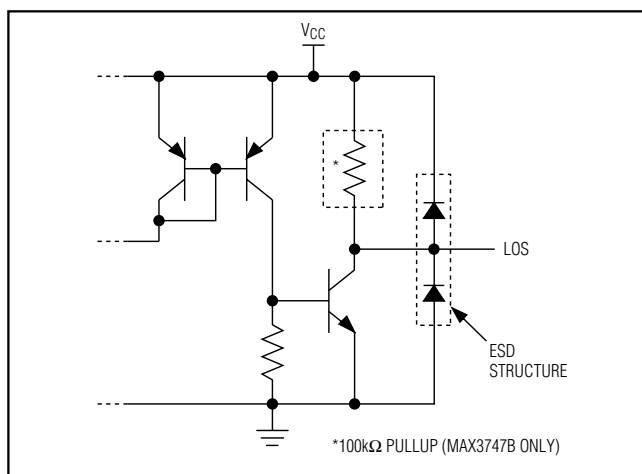 VCC
*
LOS
ESD
STRUCTURE
*100kΩ PULLUP (MAX3747B ONLY)